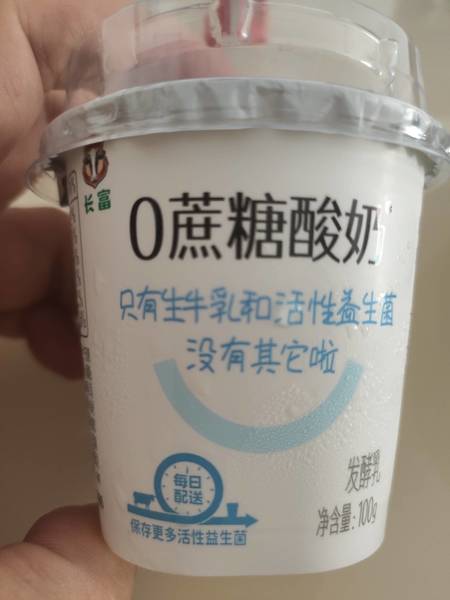 长富
0蔗糖酸奶
只有生牛乳和活性益生菌
没有其它啦
每日
配送
保存更多活性益生菌
发酵乳
净含量:100g